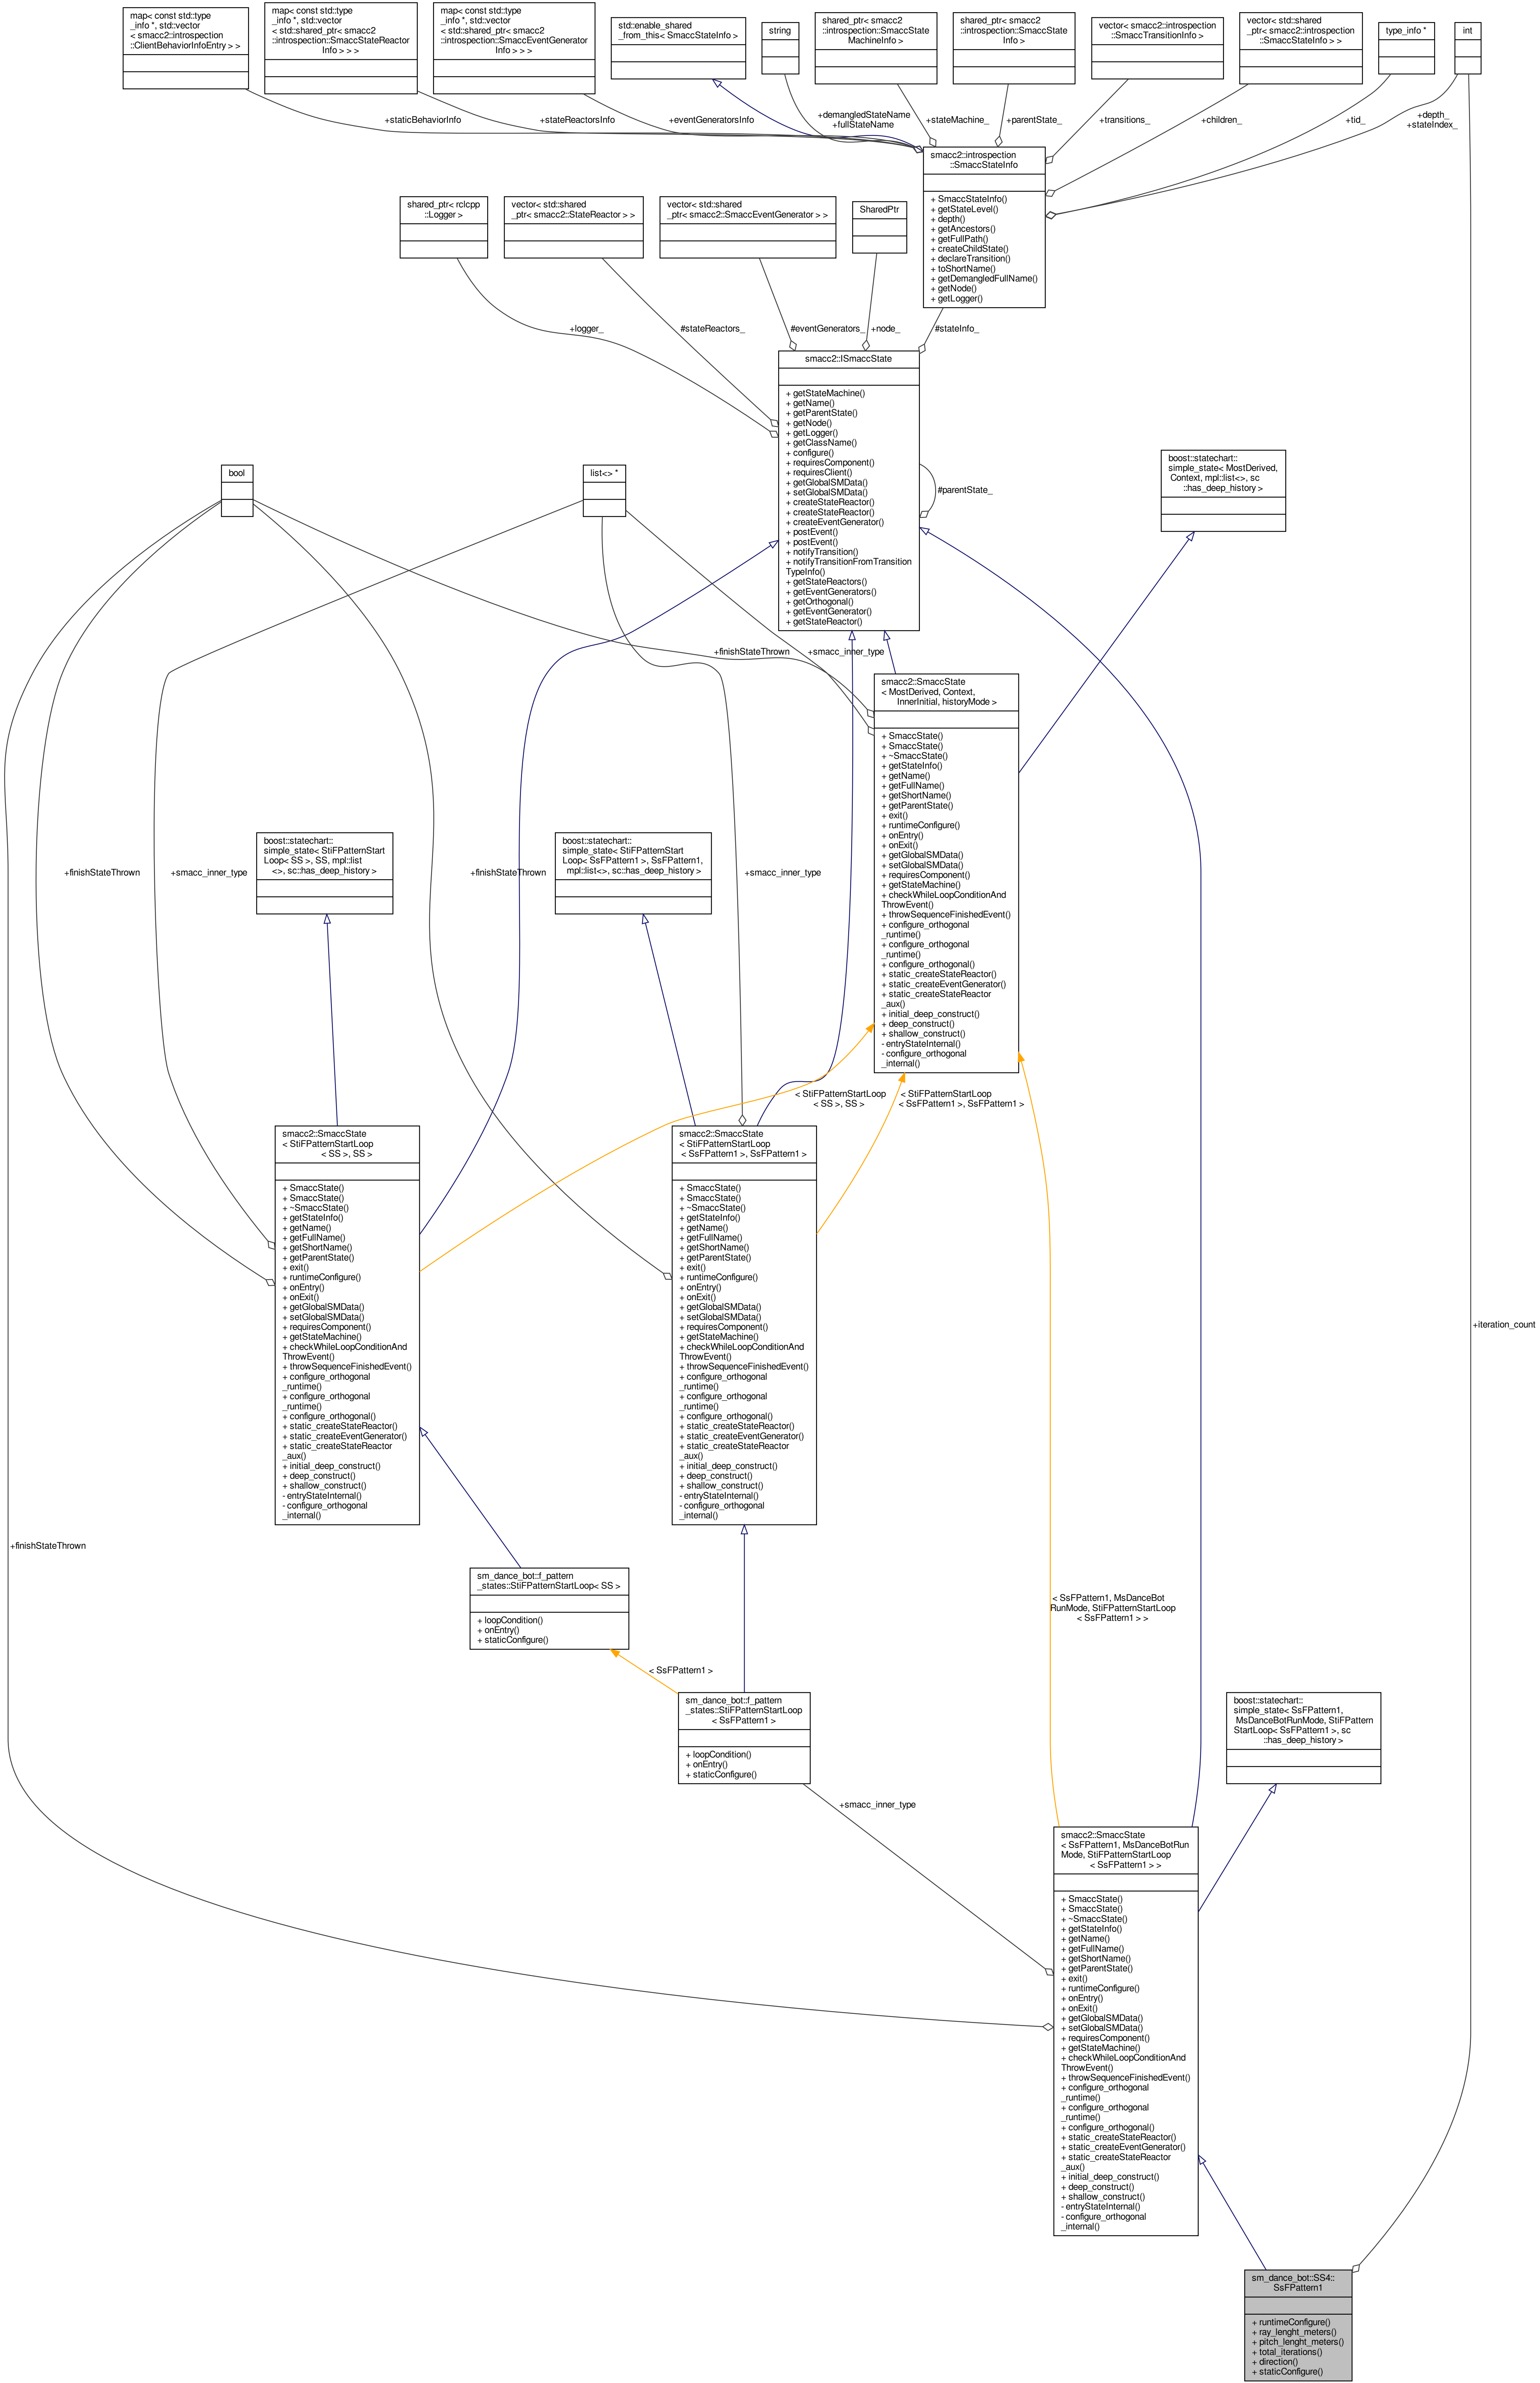 map< const std::type
_info *, std::vector
< smacc2::introspection
::ClientBehaviorInfoEntry > >
map< const std::type
_info *, std::vector
< std::shared_ptr< smacc2
::introspection::SmaccStateReactor
Info > > >
map< const std::type
_info *, std::vector
< std::shared_ptr< smacc2
::introspection::SmaccEventGenerator
Info > > >
std::enable_shared
_from_this< SmaccStateInfo >
string
shared_ptr< smacc2
::introspection::SmaccState
MachineInfo >
shared_ptr< smacc2
::introspection::SmaccState
Info >
vector< smacc2::introspection
::SmaccTransitionInfo >
vector< std::shared
_ptr< smacc2::introspection
::SmaccStateInfo > >
type_info *
int
+staticBehaviorInfo
+stateReactorsInfo
+eventGeneratorsInfo
+demangledStateName
+fullStateName
+stateMachine_
+parentState_
+transitions_
+children_
+tid_
+depth_
+stateIndex_
smacc2::introspection
::SmaccStateInfo
+ SmaccStateInfo()
+ getStateLevel()
+ depth()
+ getAncestors()
+ getFullPath()
+ createChildState()
+ declareTransition()
+ toShortName()
+ getDemangledFullName()
+ getNode()
+ getLogger()
shared_ptr< rclcpp
::Logger >
vector< std::shared
_ptr< smacc2::StateReactor > >
vector< std::shared
_ptr< smacc2::SmaccEventGenerator > >
SharedPtr
+logger_
#stateReactors_
#eventGenerators_
+node_
#stateInfo_
smacc2::ISmaccState
+ getStateMachine()
+ getName()
+ getParentState()
+ getNode()
+ getLogger()
+ getClassName()
+ configure()
+ requiresComponent()
+ requiresClient()
+ getGlobalSMData()
+ setGlobalSMData()
+ createStateReactor()
+ createStateReactor()
+ createEventGenerator()
+ postEvent()
+ postEvent()
+ notifyTransition()
+ notifyTransitionFromTransition
TypeInfo()
+ getStateReactors()
+ getEventGenerators()
+ getOrthogonal()
+ getEventGenerator()
+ getStateReactor()
#parentState_
bool
list<> *
boost::statechart::
simple_state< MostDerived,
Context, mpl::list<>, sc
::has_deep_history >
+finishStateThrown
+smacc_inner_type
smacc2::SmaccState
< MostDerived, Context,
InnerInitial, historyMode >
+ SmaccState()
+ SmaccState()
+ ~SmaccState()
+ getStateInfo()
+ getName()
+ getFullName()
+ getShortName()
+ getParentState()
+ exit()
+ runtimeConfigure()
+ onEntry()
+ onExit()
+ getGlobalSMData()
+ setGlobalSMData()
+ requiresComponent()
+ getStateMachine()
+ checkWhileLoopConditionAnd
ThrowEvent()
+ throwSequenceFinishedEvent()
+ configure_orthogonal
_runtime()
+ configure_orthogonal
_runtime()
+ configure_orthogonal()
+ static_createStateReactor()
+ static_createEventGenerator()
+ static_createStateReactor
_aux()
+ initial_deep_construct()
+ deep_construct()
+ shallow_construct()
- entryStateInternal()
- configure_orthogonal
_internal()
boost::statechart::
simple_state< StiFPatternStart
Loop< SS >, SS, mpl::list
<>, sc::has_deep_history >
boost::statechart::
simple_state< StiFPatternStart
Loop< SsFPattern1 >, SsFPattern1,
mpl::list<>, sc::has_deep_history >
+finishStateThrown
+smacc_inner_type
+finishStateThrown
+smacc_inner_type
< StiFPatternStartLoop
< SS >, SS >
< StiFPatternStartLoop
< SsFPattern1 >, SsFPattern1 >
smacc2::SmaccState
< StiFPatternStartLoop
< SS >, SS >
+ SmaccState()
+ SmaccState()
+ ~SmaccState()
+ getStateInfo()
+ getName()
+ getFullName()
+ getShortName()
+ getParentState()
+ exit()
+ runtimeConfigure()
+ onEntry()
+ onExit()
+ getGlobalSMData()
+ setGlobalSMData()
+ requiresComponent()
+ getStateMachine()
+ checkWhileLoopConditionAnd
ThrowEvent()
+ throwSequenceFinishedEvent()
+ configure_orthogonal
_runtime()
+ configure_orthogonal
_runtime()
+ configure_orthogonal()
+ static_createStateReactor()
+ static_createEventGenerator()
+ static_createStateReactor
_aux()
+ initial_deep_construct()
+ deep_construct()
+ shallow_construct()
- entryStateInternal()
- configure_orthogonal
_internal()
smacc2::SmaccState
< StiFPatternStartLoop
< SsFPattern1 >, SsFPattern1 >
+ SmaccState()
+ SmaccState()
+ ~SmaccState()
+ getStateInfo()
+ getName()
+ getFullName()
+ getShortName()
+ getParentState()
+ exit()
+ runtimeConfigure()
+ onEntry()
+ onExit()
+ getGlobalSMData()
+ setGlobalSMData()
+ requiresComponent()
+ getStateMachine()
+ checkWhileLoopConditionAnd
ThrowEvent()
+ throwSequenceFinishedEvent()
+ configure_orthogonal
_runtime()
+ configure_orthogonal
_runtime()
+ configure_orthogonal()
+ static_createStateReactor()
+ static_createEventGenerator()
+ static_createStateReactor
_aux()
+ initial_deep_construct()
+ deep_construct()
+ shallow_construct()
- entryStateInternal()
- configure_orthogonal
_internal()
+iteration_count
+finishStateThrown
sm_dance_bot::f_pattern
_states::StiFPatternStartLoop< SS >
+ loopCondition()
+ onEntry()
+ staticConfigure()
< SsFPattern1, MsDanceBot
RunMode, StiFPatternStartLoop
< SsFPattern1 > >
< SsFPattern1 >
sm_dance_bot::f_pattern
_states::StiFPatternStartLoop
< SsFPattern1 >
+ loopCondition()
+ onEntry()
+ staticConfigure()
boost::statechart::
simple_state< SsFPattern1,
MsDanceBotRunMode, StiFPattern
StartLoop< SsFPattern1 >, sc
::has_deep_history >
+smacc_inner_type
smacc2::SmaccState
< SsFPattern1, MsDanceBotRun
Mode, StiFPatternStartLoop
< SsFPattern1 > >
+ SmaccState()
+ SmaccState()
+ ~SmaccState()
+ getStateInfo()
+ getName()
+ getFullName()
+ getShortName()
+ getParentState()
+ exit()
+ runtimeConfigure()
+ onEntry()
+ onExit()
+ getGlobalSMData()
+ setGlobalSMData()
+ requiresComponent()
+ getStateMachine()
+ checkWhileLoopConditionAnd
ThrowEvent()
+ throwSequenceFinishedEvent()
+ configure_orthogonal
_runtime()
+ configure_orthogonal
_runtime()
+ configure_orthogonal()
+ static_createStateReactor()
+ static_createEventGenerator()
+ static_createStateReactor
_aux()
+ initial_deep_construct()
+ deep_construct()
+ shallow_construct()
- entryStateInternal()
- configure_orthogonal
_internal()
sm_dance_bot::SS4::
SsFPattern1
+ runtimeConfigure()
+ ray_lenght_meters()
+ pitch_lenght_meters()
+ total_iterations()
+ direction()
+ staticConfigure()